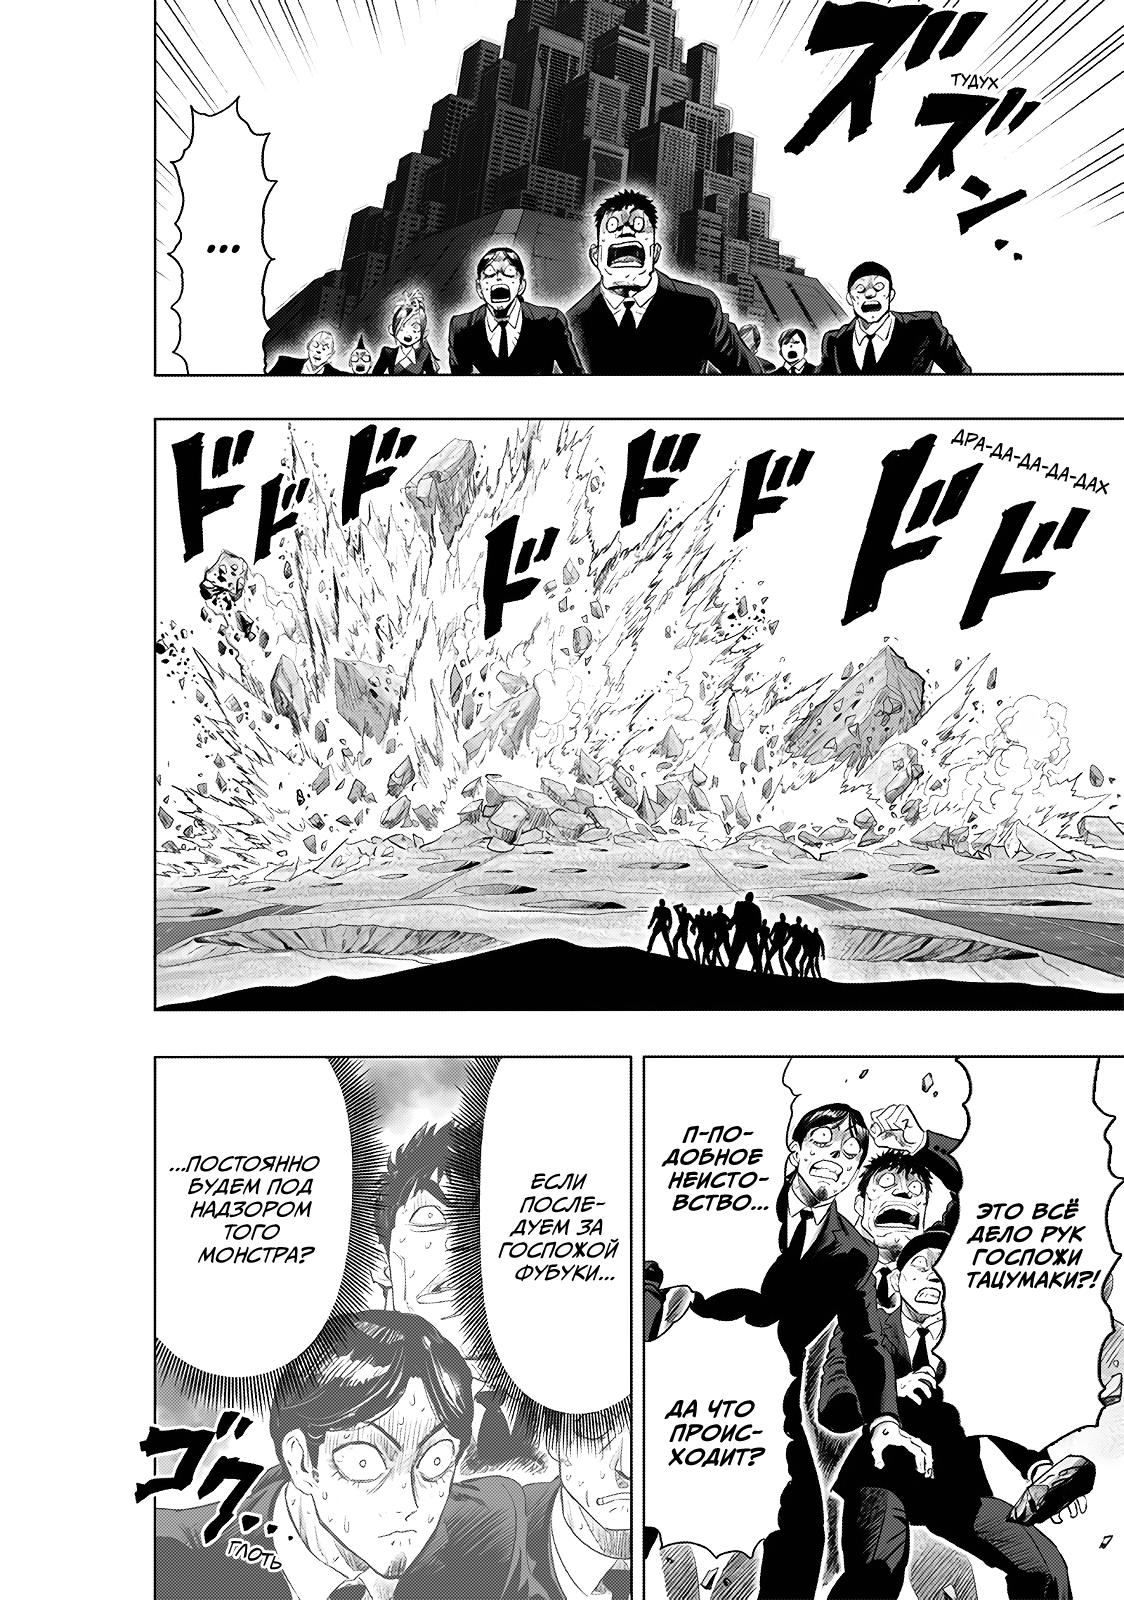 ズズン...
ТУДУХ
...
ドドドドドドド
ДРА-ДА-ДА-ДА-ДАХ
ЭТО ВСЁ
ДЕЛО РУК
ГОСПОЖИ
ТАЦУМАКИ?!
П-ПО-
ДОБНОЕ
НЕИСТО-
ВСТВО...
ДА ЧТО
ПРОИС-
ХОДИТ?
ЕСЛИ
ПОСЛЕ-
ДУЕМ ЗА
ГОСПОЖОЙ
ФУБУКИ...
...ПОСТОЯННО
БУДЕМ ПОД
НАДЗОРОМ
ТОГО
МОНСТРА?
ゴク...
ГЛОТЬ